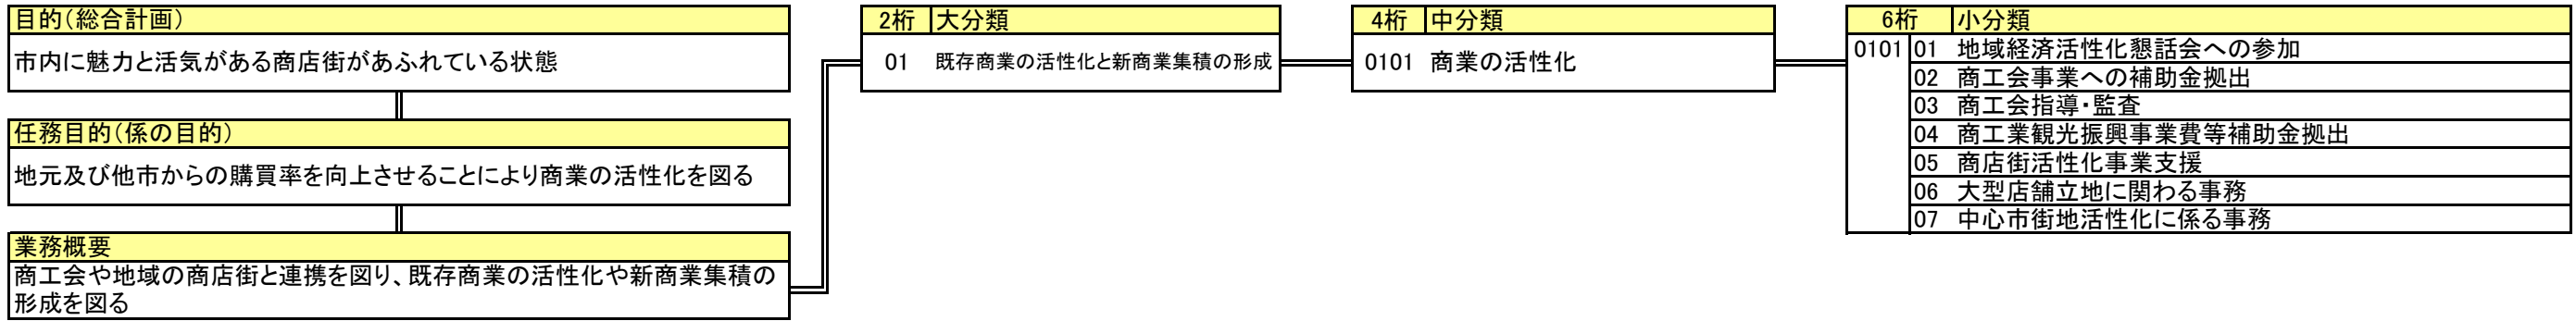 目的(総合計画)
市内に魅力と活気がある商店街があふれている状態
任務目的(係の目的)
地元及び他市からの購買率を向上させることにより商業の活性化を図る
業務概要
商工会や地域の商店街と連携を図り、既存商業の活性化や新商業集積の
形成を図る
2桁 大分類
01 既存商業の活性化と新商業集積の形成
4桁 中分類
0101 商業の活性化
6桁 小分類
0101 01 地域経済活性化懇話会への参加
02 商工会事業への補助金拠出
03 商工会指導・監査
04 商工業観光振興事業費等補助金拠出
05 商店街活性化事業支援
06 大型店舗立地に関わる事務
07 中心市街地活性化に係る事務